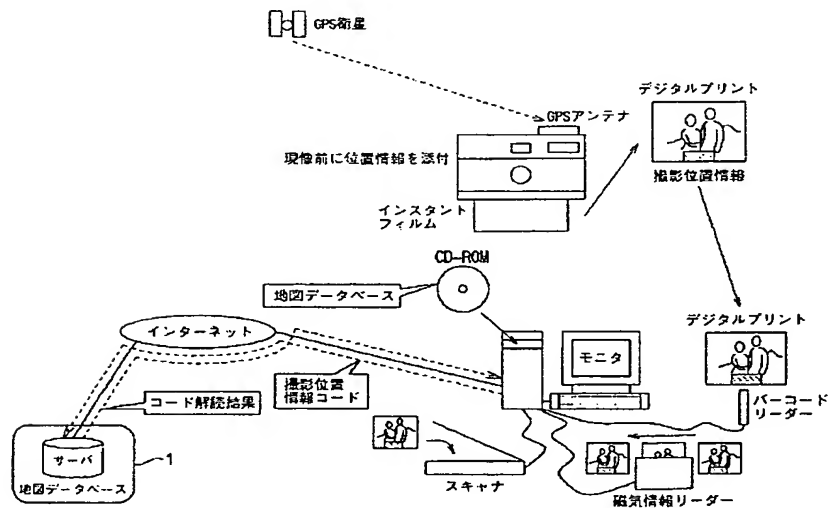 GPS衛星
デジタルプリント
GPSアンテナ
現像前に位置情報を添付
撮影位置情報
インスタント
フィルム
CD-ROM
地図データベース
デジタルプリント
インターネット
モニタ
撮影位置
情報コード
バーコード
リーダー
コード解読結果
サーバ
1
地図データベース
スキャナ
磁気情報リーダー